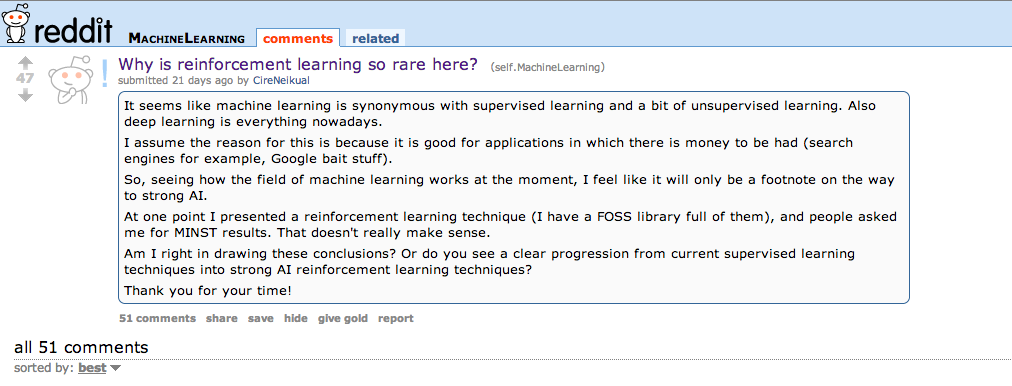 reddit MACHINELEARNING comments related
Why is reinforcement learning so rare here? (self.MachineLearning)
47
submitted 21 days ago by CireNeikual
It seems like machine learning is synonymous with supervised learning and a bit of unsupervised learning. Also
deep learning is everything nowadays.
I assume the reason for this is because it is good for applications in which there is money to be had (search
engines for example, Google bait stuff).
So, seeing how the field of machine learning works at the moment, I feel like it will only be a footnote on the way
to strong AI.
At one point I presented a reinforcement learning technique (I have a FOSS library full of them), and people asked
me for MINST results. That doesn't really make sense.
Am I right in drawing these conclusions? Or do you see a clear progression from current supervised learning
techniques into strong AI reinforcement learning techniques?
Thank you for your time!
51 comments share save hide give gold report
all 51 comments
sorted by: best